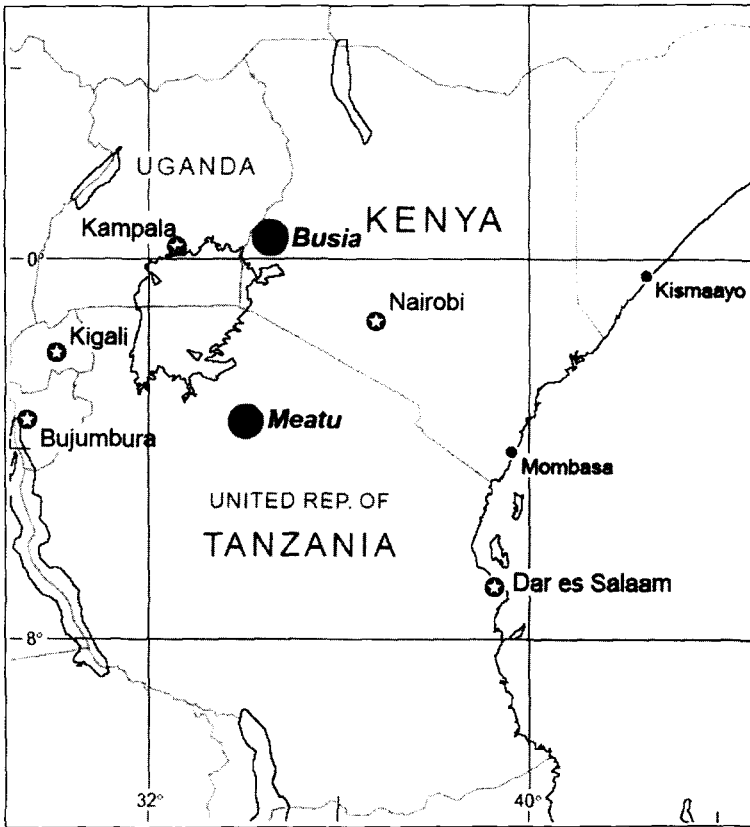 UGANDA
Kampala
Busia
KENYA
0°
Kismaayo
Nairobi
Kigali
Meatu
Bujumbura
Mombasa
UNITED REP. OF
TANZANIA
Dar es Salaam
8°
32°
40°